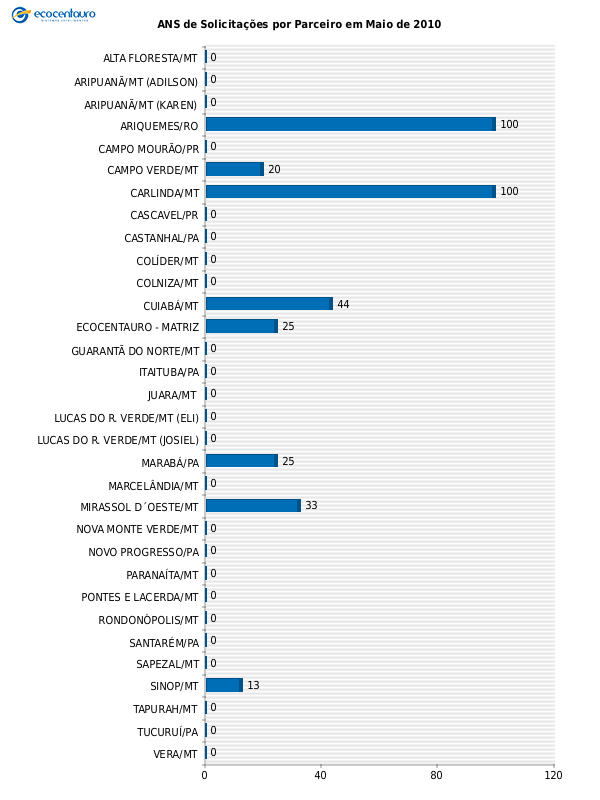 ecocentauro
ANS de Solicitações por Parceiro em Maio de 2010
ALTA FLORESTA/MT 0
ARIPUANÃ/MT (ADILSON) 0
ARIPUANÃ/MT (KAREN) 0
ARIQUEMES/RO 100
CAMPO MOURÃO/PR 0
CAMPO VERDE/MT 20
CARLINDA/MT 100
CASCAVEL/PR 0
CASTANHAL/PA 0
COLÍDER/MT 0
COLNIZA/MT 0
CUIABÁ/MT 44
ECOCENTAURO - MATRIZ 25
GUARANTÃ DO NORTE/MT 0
ITAITUBA/PA 0
JUARA/MT 0
LUCAS DO R. VERDE/MT (ELI) 0
LUCAS DO R. VERDE/MT (JOSIEL) 0
MARABÁ/PA 25
MARCELÂNDIA/MT 0
MIRASSOL D´OESTE/MT 33
NOVA MONTE VERDE/MT 0
NOVO PROGRESSO/PA 0
PARANAÍTA/MT 0
PONTES E LACERDA/MT 0
RONDONÓPOLIS/MT 0
SANTARÉM/PA 0
SAPEZAL/MT 0
SINOP/MT 13
TAPURAH/MT 0
TUCURUÍ/PA 0
VERA/MT 0
0 40 80 120